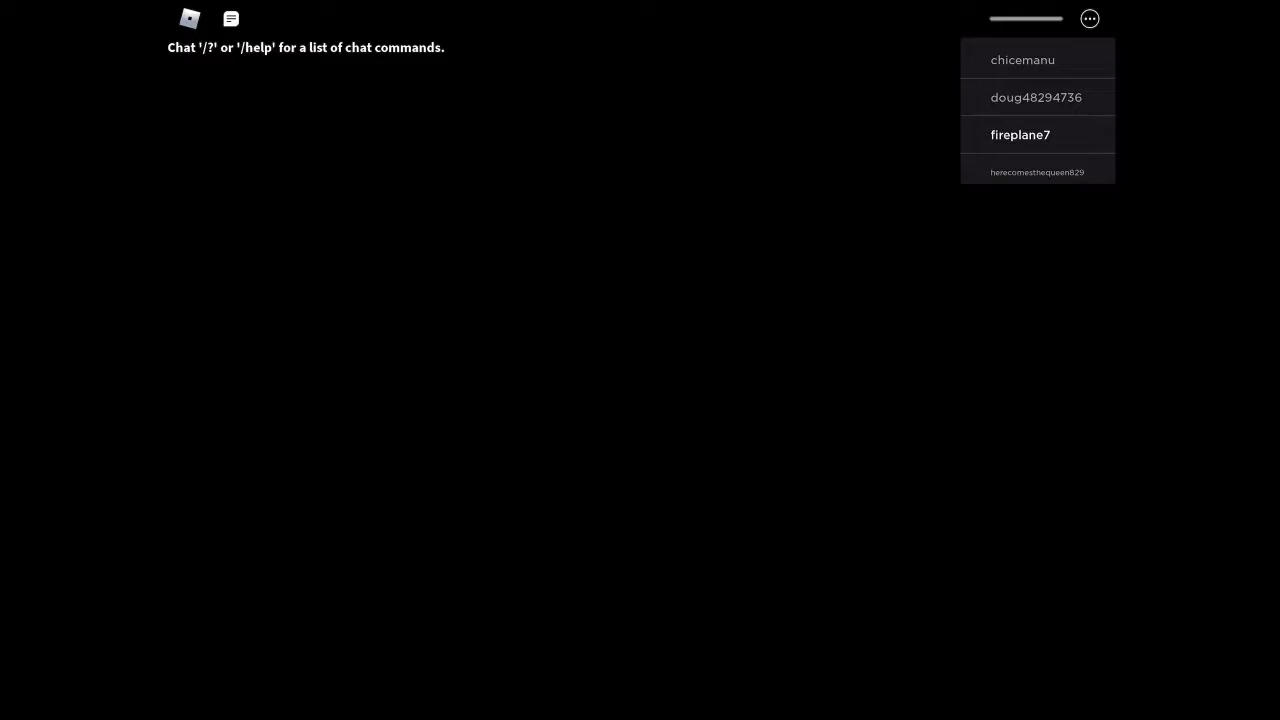 Chat '/?' or '/help' for a list of chat commands.
chicemanu
doug48294736
fireplane7
herecomesthequeen829